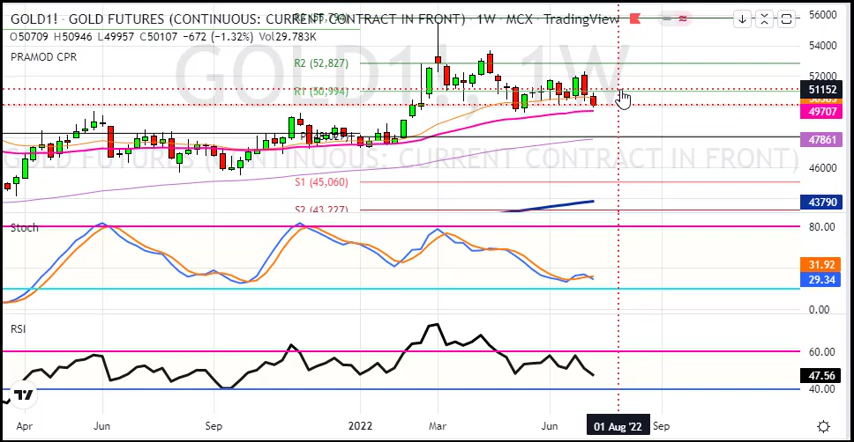 GOLD1! · GOLD FUTURES (CONTINUOUS: CURRENT CONTRACT IN FRONT) · 1W · MCX · TradingView
O50709 H50946 L49957 C50107 −672 (−1.32%) Vol29.783K
PRAMOD CPR
GOLD1!, 1W
GOLD FUTURES (CONTINUOUS: CURRENT CONTRACT IN FRONT)
R2 (52,827)
R1 (50,994)
S1 (45,060)
S2 (43,227)
56000
54000
52000
51152
49707
47861
46000
43790
Stoch
80.00
31.92
29.34
0.00
RSI
60.00
47.56
40.00
Apr Jun Sep 2022 Mar Jun 01 Aug '22 Sep